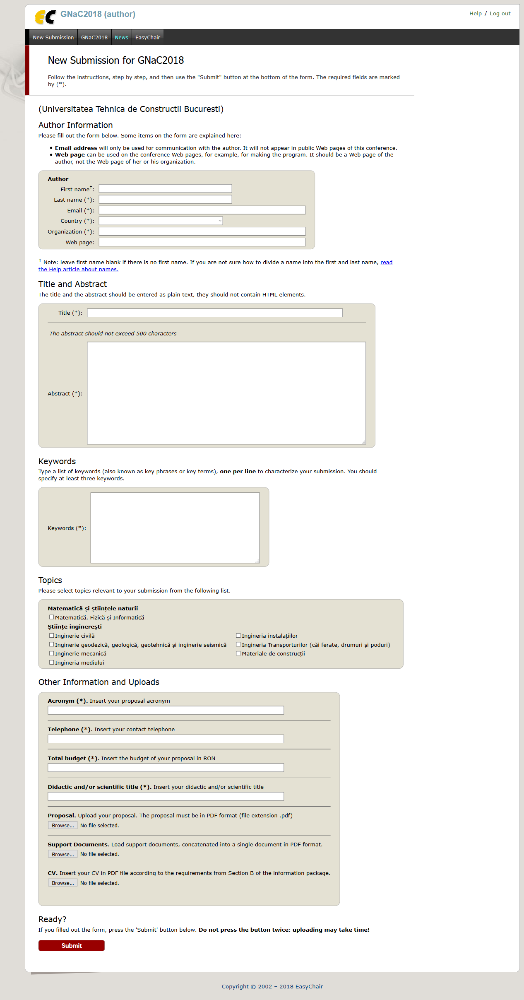 EC GNaC2018 (author)
Help / Log out
New Submission GNaC2018 News EasyChair
New Submission for GNaC2018
Follow the instructions, step by step, and then use the "Submit" button at the bottom of the form. The required fields are marked
by (*).
(Universitatea Tehnica de Constructii Bucuresti)
Author Information
Please fill out the form below. Some items on the form are explained here:
• Email address will only be used for communication with the author. It will not appear in public Web pages of this conference.
• Web page can be used on the conference Web pages, for example, for making the program. It should be a Web page of the
author, not the Web page of her or his organization.
Author
First name†:
Last name (*):
Email (*):
Country (*):
Organization (*):
Web page:
† Note: leave first name blank if there is no first name. If you are not sure how to divide a name into the first and last name, read
the Help article about names.
Title and Abstract
The title and the abstract should be entered as plain text, they should not contain HTML elements.
Title (*):
The abstract should not exceed 500 characters
Abstract (*):
Keywords
Type a list of keywords (also known as key phrases or key terms), one per line to characterize your submission. You should
specify at least three keywords.
Keywords (*):
Topics
Please select topics relevant to your submission from the following list.
Matematică și științele naturii
Matematică, Fizică și Informatică
Științe inginerești
Inginerie civilă
Ingineria instalațiilor
Inginerie geodezică, geologică, geotehnică și inginerie seismică
Ingineria Transporturilor (căi ferate, drumuri și poduri)
Inginerie mecanică
Materiale de construcții
Ingineria mediului
Other Information and Uploads
Acronym (*). Insert your proposal acronym
Telephone (*). Insert your contact telephone
Total budget (*). Insert the budget of your proposal in RON
Didactic and/or scientific title (*). Insert your didactic and/or scientific title
Proposal. Upload your proposal. The proposal must be in PDF format (file extension .pdf)
Browse... No file selected.
Support Documents. Load support documents, concatenated into a single document in PDF format.
Browse... No file selected.
CV. Insert your CV in PDF file according to the requirements from Section B of the information package.
Browse... No file selected.
Ready?
If you filled out the form, press the 'Submit' button below. Do not press the button twice: uploading may take time!
Submit
Copyright © 2002 – 2018 EasyChair